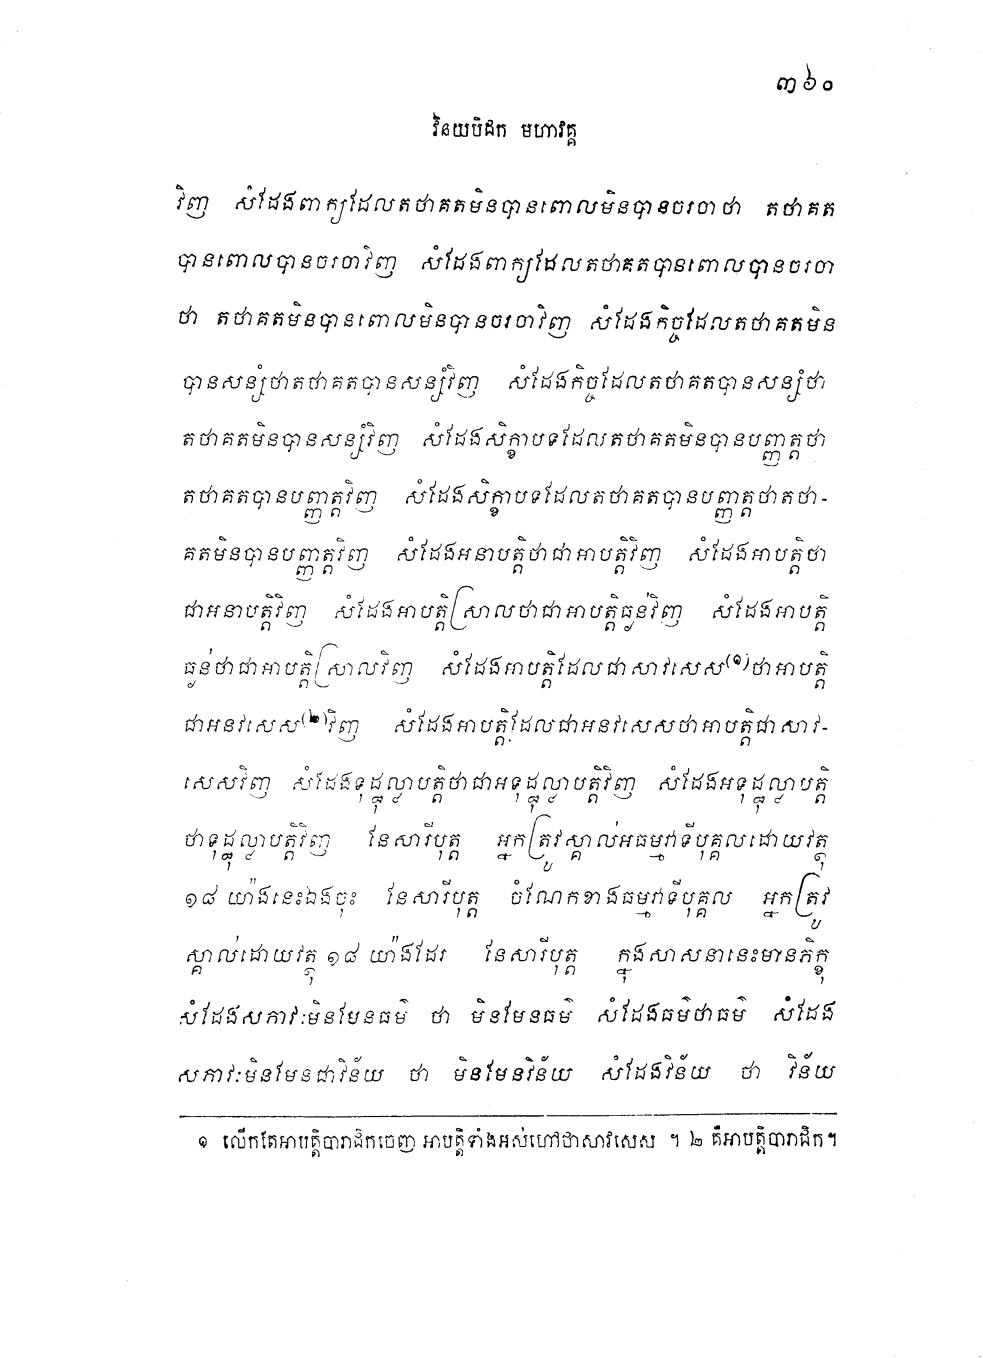 ៣៦០
វិនយបិដក មហាវគ្គ
វិញ សំដែងពាក្យដែលតថាគតមិនបានពោលមិនបានចរចាថា តថាគត
បានពោលបានចរចាវិញ សំដែងពាក្យដែលតថាគតបានពោលបានចរចា
ថា តថាគតមិនបានពោលមិនបានចរចាវិញ សំដែងកិច្ចដែលតថាគតមិន
បានសន្សំថាតថាគតបានសន្សំវិញ សំដែងកិច្ចដែលតថាគតបានសន្សំថា
តថាគតមិនបានសន្សំវិញ សំដែងសិក្ខាបទដែលតថាគតមិនបានបញ្ញត្តថា
តថាគតបានបញ្ញត្តវិញ សំដែងសិក្ខាបទដែលតថាគតបានបញ្ញត្តថាតថា-
គតមិនបានបញ្ញត្តវិញ សំដែងអនាបត្តិថាជាអាបត្តិវិញ សំដែងអាបត្តិថា
ជាអនាបត្តិវិញ សំដែងអាបត្តិស្រាលថាជាអាបត្តិធ្ងន់វិញ សំដែងអាបត្តិ
ធ្ងន់ថាជាអាបត្តិស្រាលវិញ សំដែងអាបត្តិដែលជាសាវសេស(១)ថាអាបត្តិ
ជាអនវសេស(២)វិញ សំដែងអាបត្តិដែលជាអនវសេសថាអាបត្តិជាសាវ-
សេសវិញ សំដែងទុដ្ឋុល្លាបត្តិថាជាអទុដ្ឋុល្លាបត្តិវិញ សំដែងអទុដ្ឋុល្លាបត្តិ
ថាទុដ្ឋុល្លាបត្តិវិញ នែសារីបុត្ត អ្នកត្រូវស្គាល់អធម្មវាទីបុគ្គលដោយវត្ថុ
១៨ យ៉ាងនេះឯងចុះ នែសារីបុត្ត ចំណែកខាងធម្មវាទីបុគ្គល អ្នកត្រូវ
ស្គាល់ដោយវត្ថុ ១៨ យ៉ាងដែរ នែសារីបុត្ត ក្នុងសាសនានេះមានភិក្ខុ
សំដែងសភាវៈមិនមែនធម៌ ថា មិនមែនធម៌ សំដែងធម៌ថាធម៌ សំដែង
សភាវៈមិនមែនជាវិន័យ ថា មិនមែនវិន័យ សំដែងវិន័យ ថា វិន័យ
១ លើកតែអាបត្តិបារាជិកចេញ អាបត្តិទាំងអស់ហៅថាសាវសេស ។ ២ គឺអាបត្តិបារាជិក។